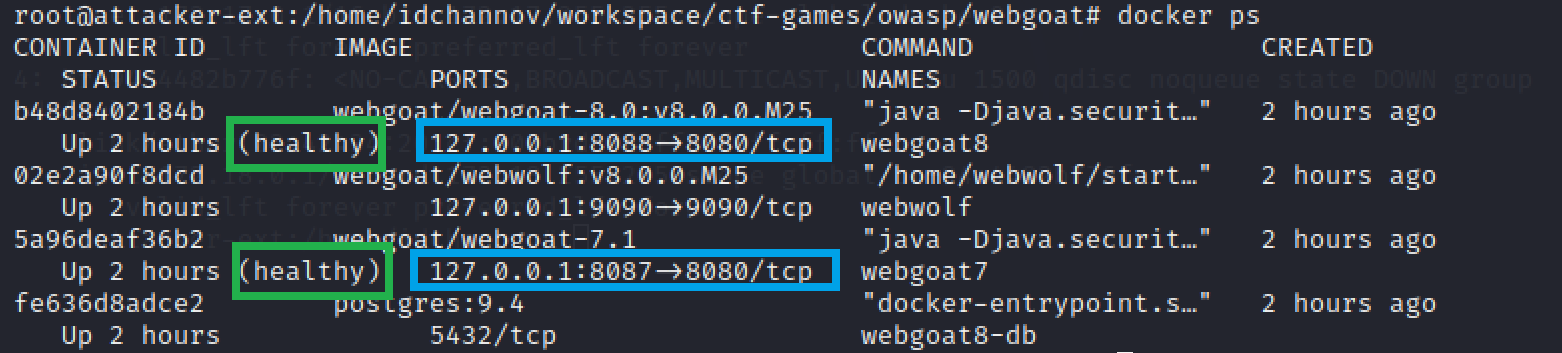 root@attacker-ext:/home/idchannov/workspace/ctf-games/owasp/webgoat# docker ps
CONTAINER ID        IMAGE                            COMMAND                  CREATED
   STATUS                 PORTS                      NAMES
b48d8402184b        webgoat/webgoat-8.0:v8.0.0.M25   "java -Djava.securit…"   2 hours ago
   Up 2 hours (healthy)   127.0.0.1:8088->8080/tcp   webgoat8
02e2a90f8dcd        webgoat/webwolf:v8.0.0.M25       "/home/webwolf/start…"   2 hours ago
   Up 2 hours             127.0.0.1:9090->9090/tcp   webwolf
5a96deaf36b2        webgoat/webgoat-7.1              "java -Djava.securit…"   2 hours ago
   Up 2 hours (healthy)   127.0.0.1:8087->8080/tcp   webgoat7
fe636d8adce2        postgres:9.4                     "docker-entrypoint.s…"   2 hours ago
   Up 2 hours             5432/tcp                   webgoat8-db